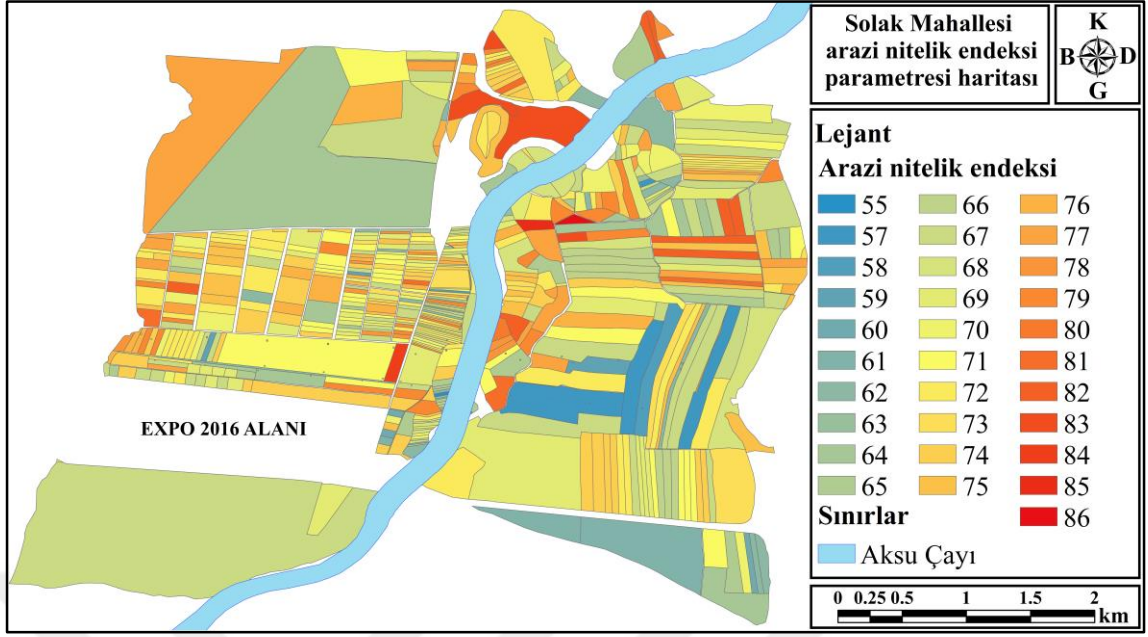 Solak Mahallesi
arazi nitelik endeksi
parametresi haritası
K
B D
G
Lejant
Arazi nitelik endeksi
55 66 76
57 67 77
58 68 78
59 69 79
60 70 80
61 71 81
62 72 82
63 73 83
64 74 84
65 75 85
Sınırlar 86
Aksu Çayı
EXPO 2016 ALANI
0 0.25 0.5 1 1.5 2
km